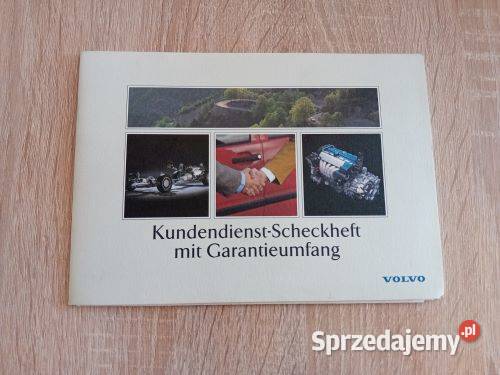 Kundendienst-Scheckheft
mit Garantieumfang
VOLVO
Sprzedajemy.pl